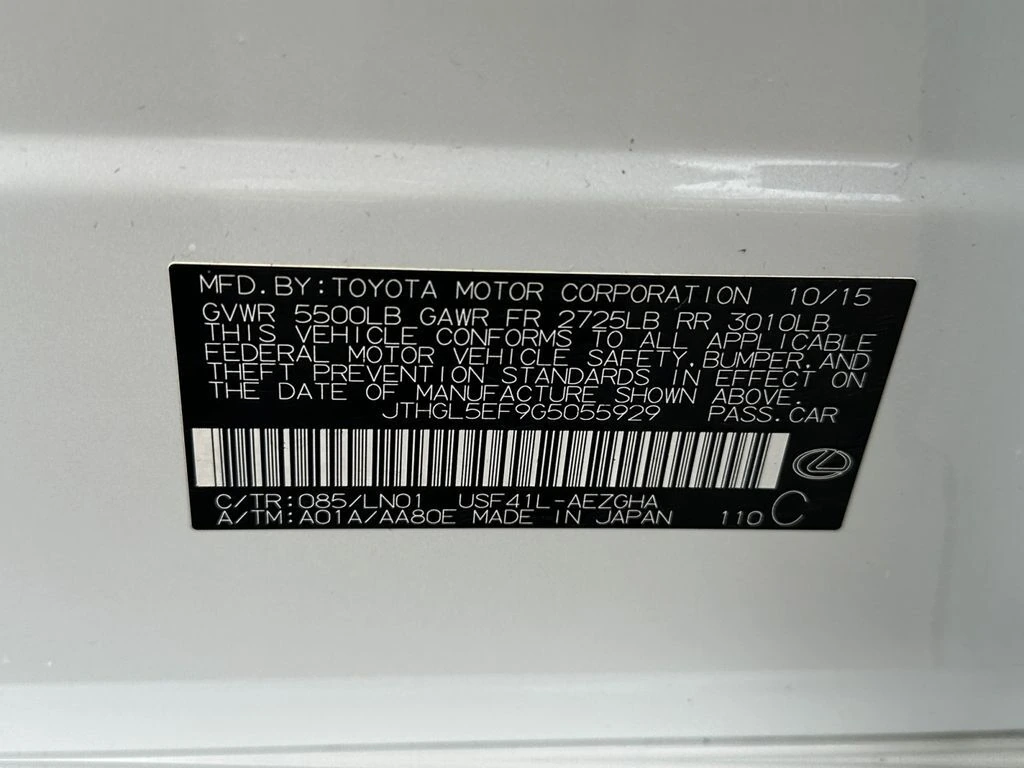 MFD.BY:TOYOTA MOTOR CORPORATION 10/15
GVWR 5500LB GAWR FR 2725LB RR 3010LB
THIS VEHICLE CONFORMS TO ALL APPLICABLE
FEDERAL MOTOR VEHICLE SAFETY,BUMPER,AND
THEFT PREVENTION STANDARDS IN EFFECT ON
THE DATE OF MANUFACTURE SHOWN ABOVE.
JTHGL5EF9G5055929 PASS.CAR
C/TR:085/LN01 USF41L-AEZGHA
A/TM:A01A/AA80E MADE IN JAPAN 110 C